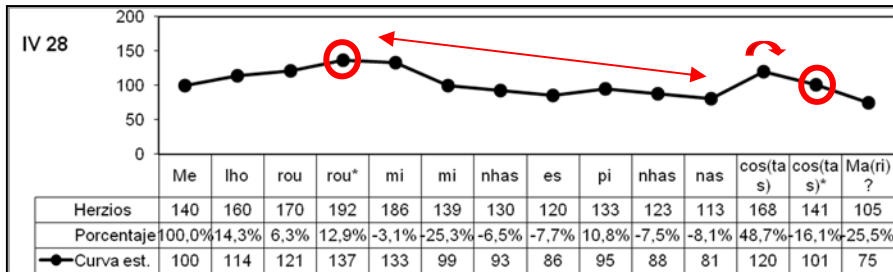 IV 28
200
150
100
50
0
Me lho rou rou* mi mi nhas es pi nhas nas cos(tas) cos(tas)* Ma(ri)?
Herzios 140 160 170 192 186 139 130 120 133 123 113 168 141 105
Porcentaje 100,0% 14,3% 6,3% 12,9% -3,1% -25,3% -6,5% -7,7% 10,8% -7,5% -8,1% 48,7% -16,1% -25,5%
Curva est. 100 114 121 137 133 99 93 86 95 88 81 120 101 75